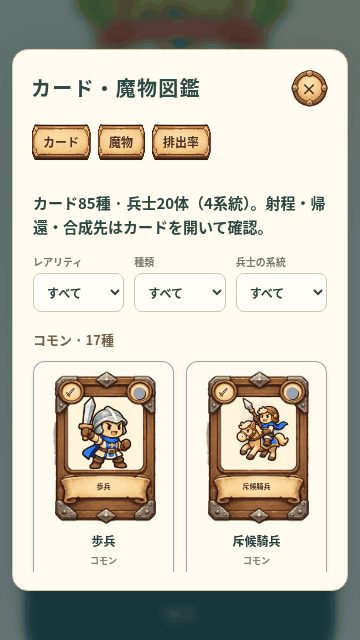 カード・魔物図鑑
カード
魔物
排出率
カード85種・兵士20体（4系統）。射程・帰
還・合成先はカードを開いて確認。
レアリティ
種類
兵士の系統
すべて
すべて
すべて
コモン・17種
歩兵
斥候騎兵
歩兵
斥候騎兵
コモン
コモン